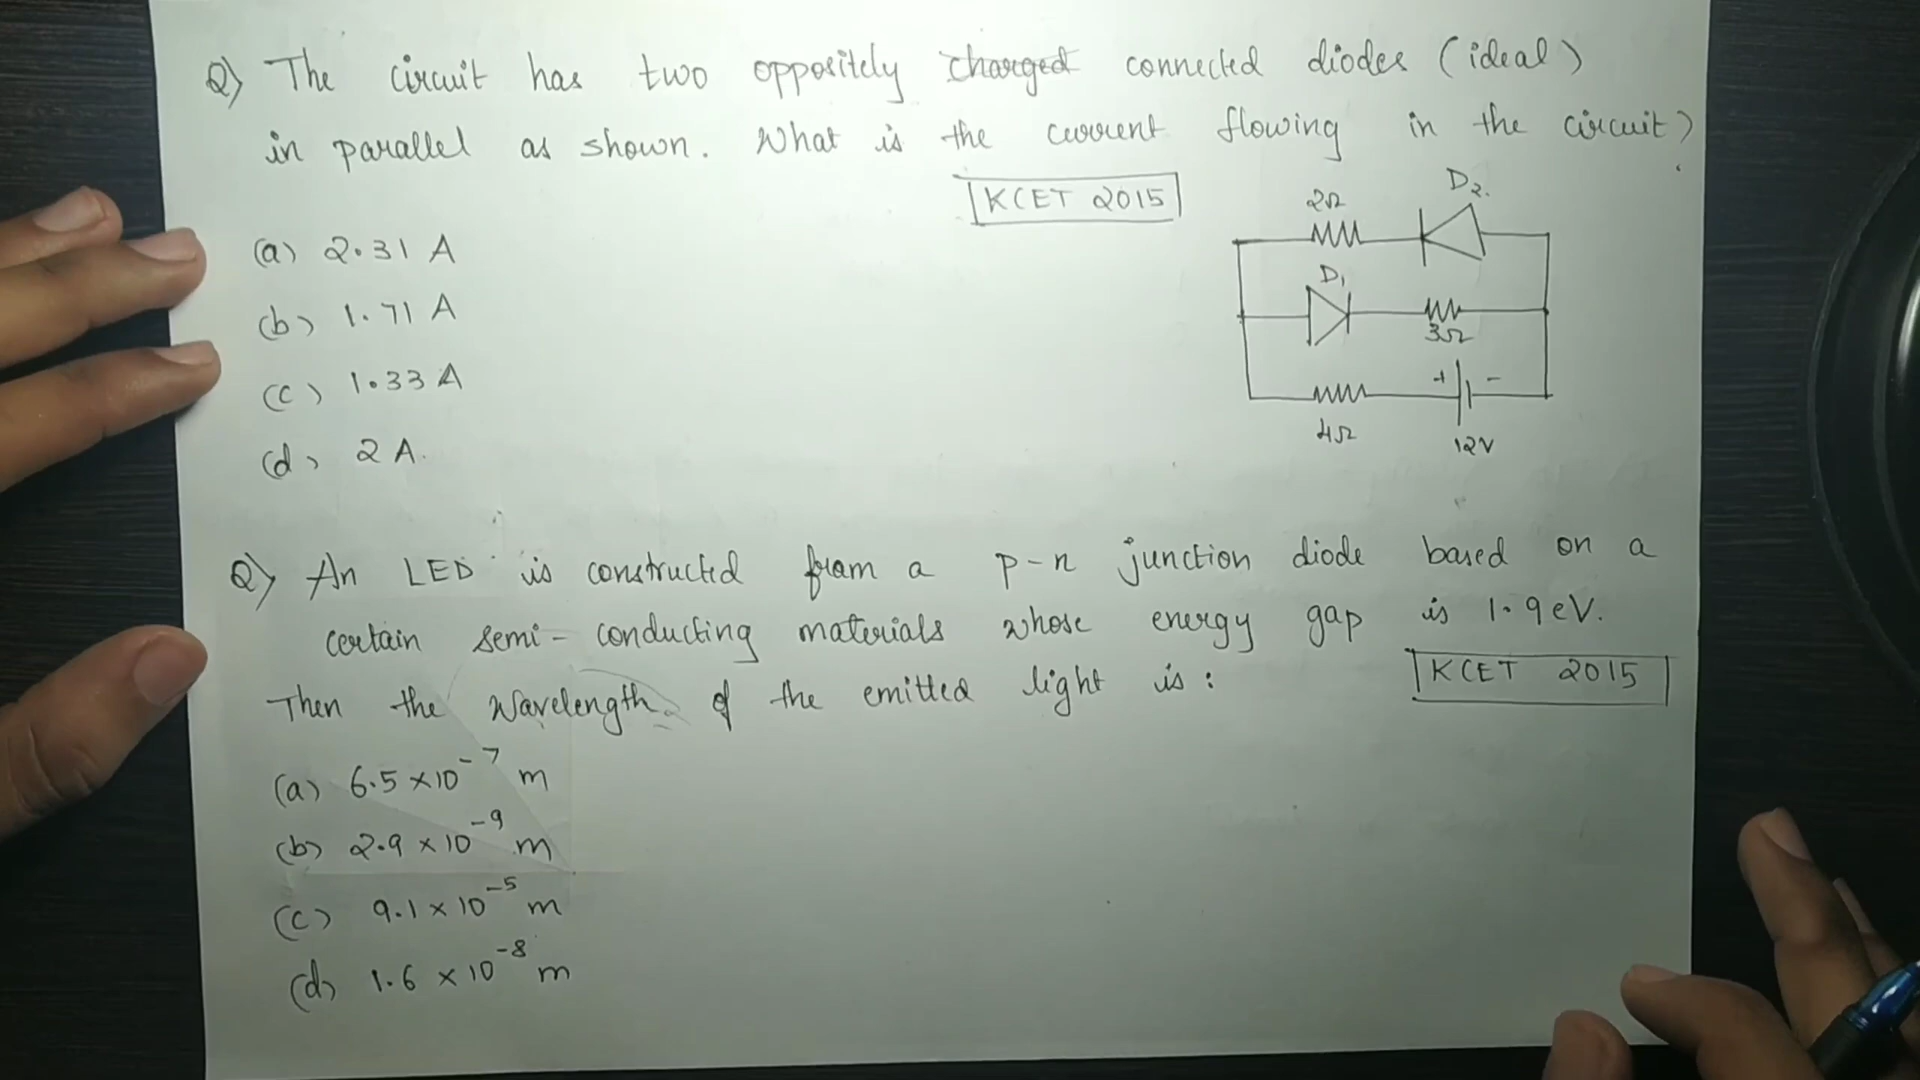 Q) The circuit has two oppositely charged connected diodes (ideal)
in parallel as shown. What is the current flowing in the circuit?
KCET 2015
(a) 2.31 A
(b) 1.71 A
(c) 1.33 A
(d) 2 A.
2Ω
D2.
D1
3Ω
+ -
4Ω
12V
Q) An LED is constructed from a p-n junction diode based on a
certain semi-conducting materials whose energy gap is 1.9eV.
Then the wavelength of the emitted light is:
KCET 2015
(a) 6.5 × 10⁻⁷ m
(b) 2.9 × 10⁻⁹ m
(c) 9.1 × 10⁻⁵ m
(d) 1.6 × 10⁻⁸ m